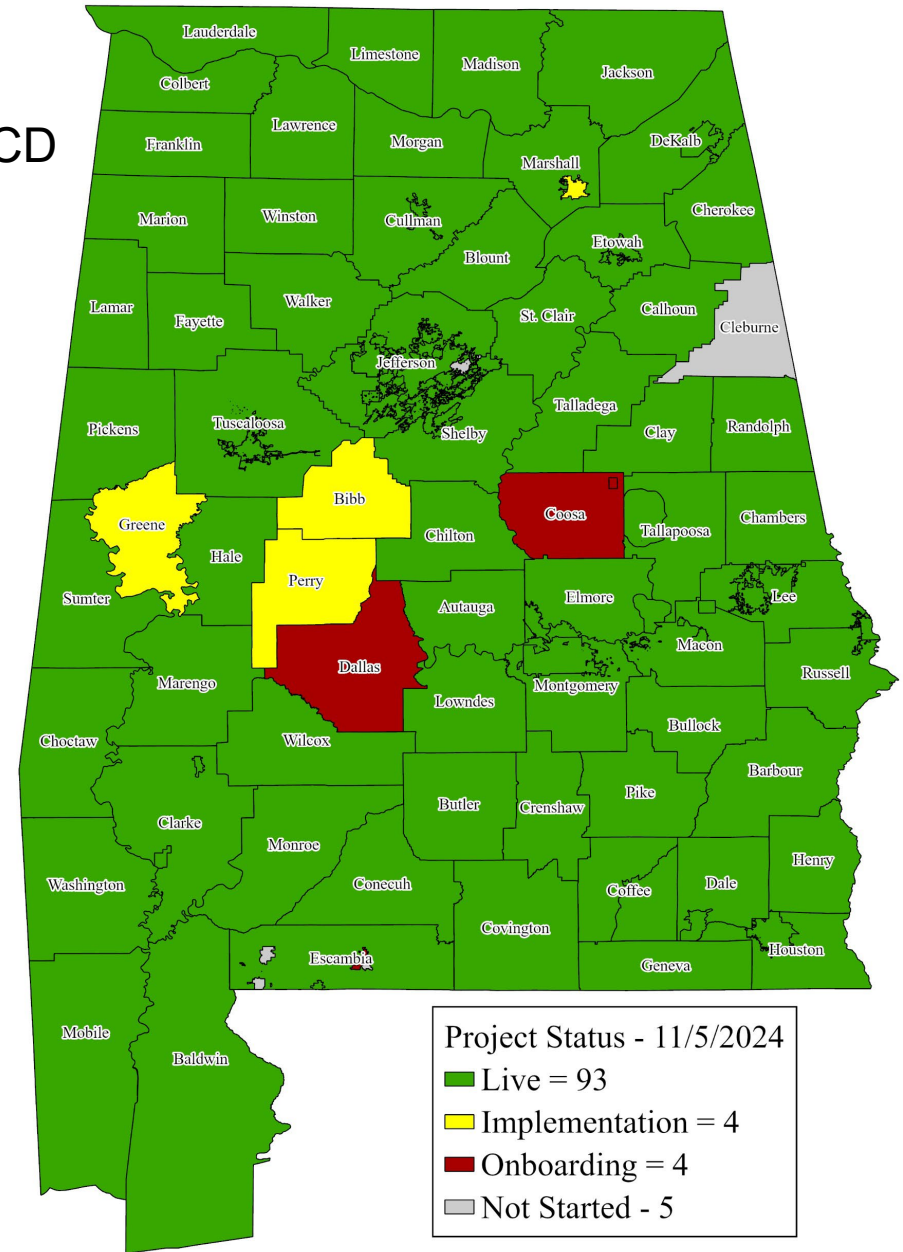 CD
Lauderdale
Limestone
Madison
Jackson
Colbert
Lawrence
Franklin
Morgan
DeKalb
Marshall
Marion
Winston
Cullman
Cherokee
Etowah
Blount
Lamar
Walker
Fayette
St. Clair
Calhoun
Cleburne
Jefferson
Talladega
Pickens
Tuscaloosa
Shelby
Clay
Randolph
Bibb
Greene
Coosa
Chilton
Tallapoosa
Chambers
Hale
Perry
Sumter
Autauga
Elmore
Lee
Macon
Dallas
Marengo
Lowndes
Montgomery
Russell
Bullock
Choctaw
Wilcox
Barbour
Clarke
Butler
Crenshaw
Pike
Monroe
Henry
Washington
Conecuh
Coffee
Dale
Covington
Escambia
Geneva
Houston
Mobile
Baldwin
Project Status - 11/5/2024
Live = 93
Implementation = 4
Onboarding = 4
Not Started - 5